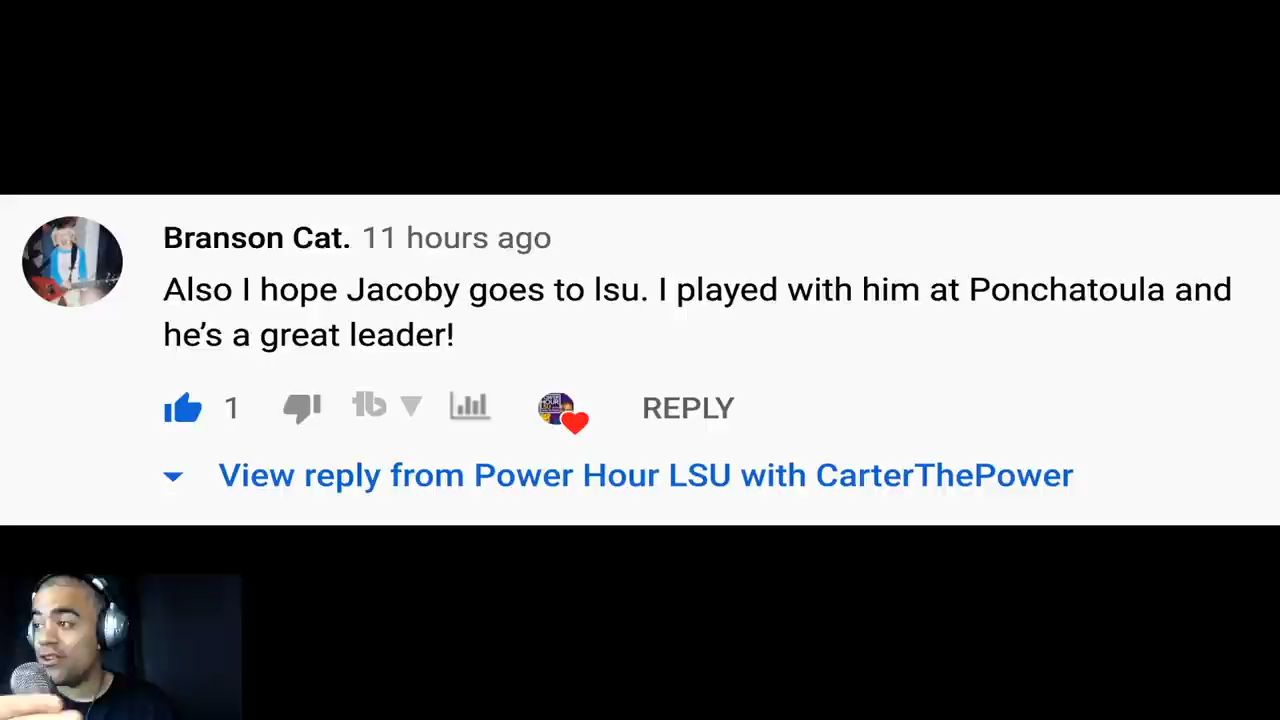 Branson Cat. 11 hours ago
Also I hope Jacoby goes to lsu. I played with him at Ponchatoula and
he’s a great leader!
1 REPLY
View reply from Power Hour LSU with CarterThePower